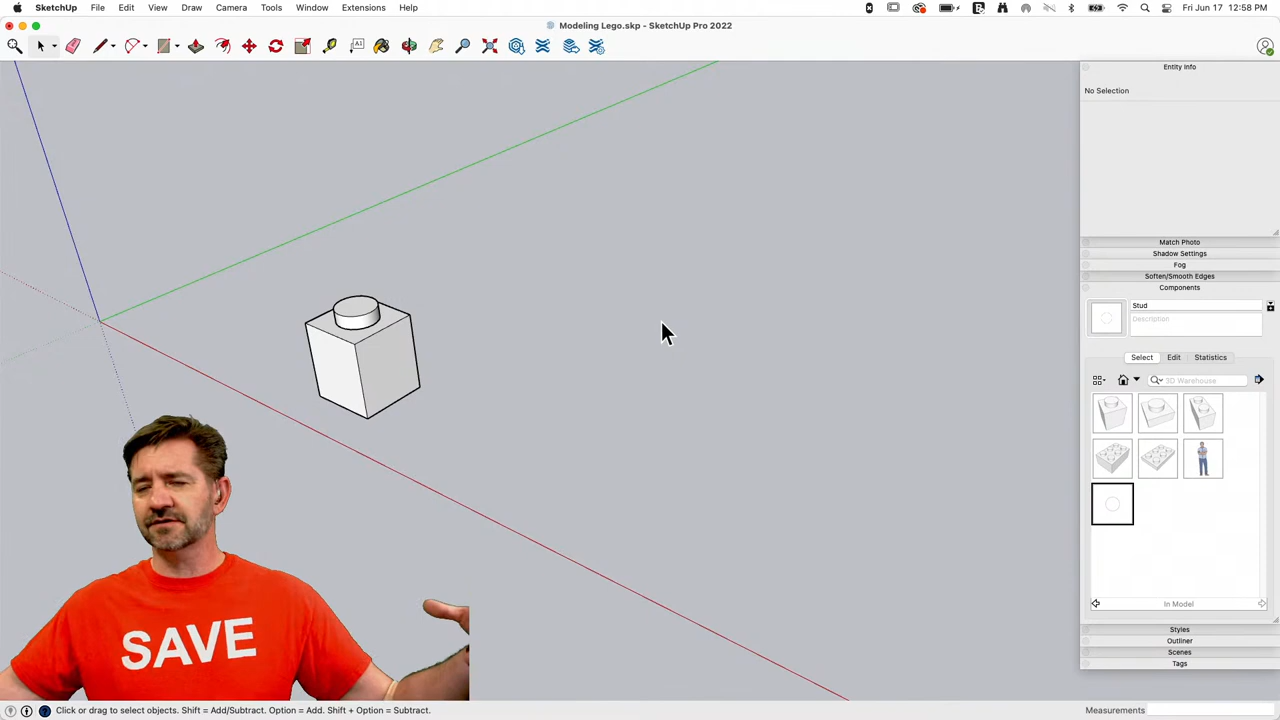 SketchUp File Edit View Draw Camera Tools Window Extensions Help Fri Jun 17 12:58 PM
Modeling Lego.skp - SketchUp Pro 2022
Entity Info
No Selection
Match Photo
Shadow Settings
Fog
Soften/Smooth Edges
Components
Stud
Description
Select Edit Statistics
3D Warehouse
In Model
Styles
Outliner
Scenes
Tags
SAVE
Click or drag to select objects. Shift = Add/Subtract. Option = Add. Shift + Option = Subtract. Measurements